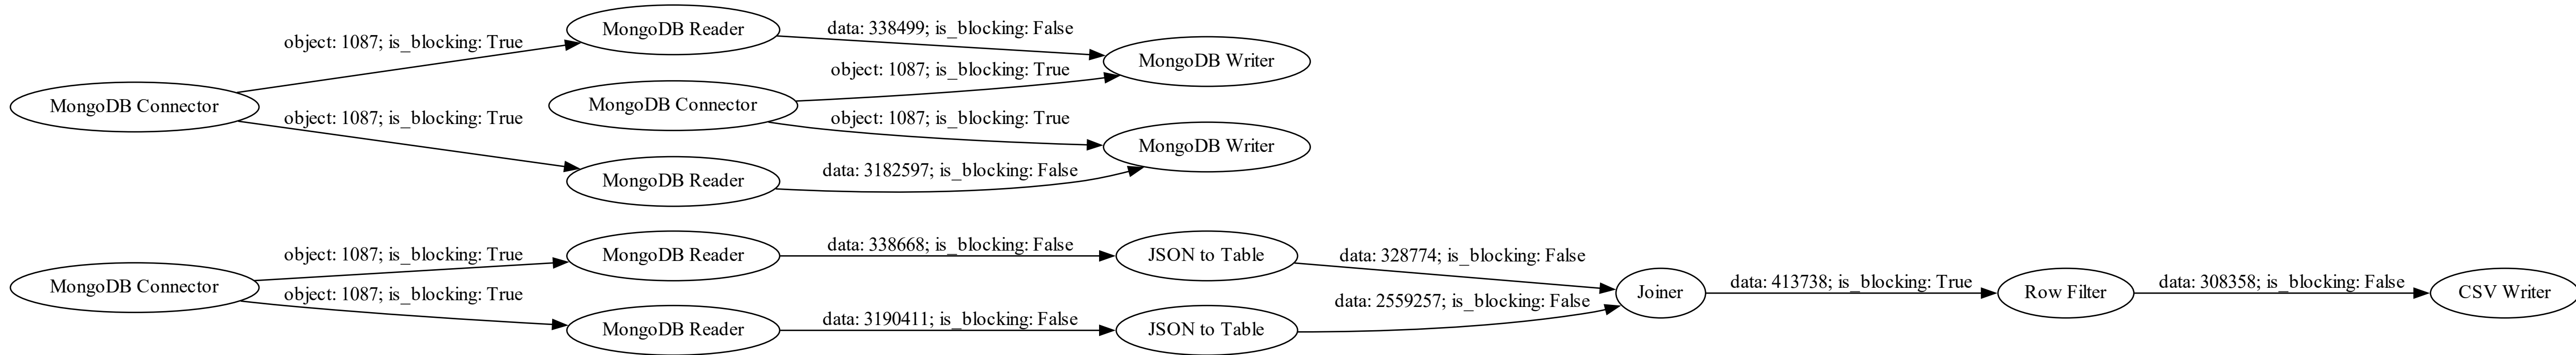 MongoDB Connector
object: 1087; is_blocking: True
MongoDB Reader
data: 338499; is_blocking: False
MongoDB Writer
object: 1087; is_blocking: True
MongoDB Connector
object: 1087; is_blocking: True
object: 1087; is_blocking: True
MongoDB Writer
MongoDB Reader
data: 3182597; is_blocking: False
MongoDB Connector
object: 1087; is_blocking: True
MongoDB Reader
data: 338668; is_blocking: False
JSON to Table
data: 328774; is_blocking: False
object: 1087; is_blocking: True
MongoDB Reader
data: 3190411; is_blocking: False
JSON to Table
data: 2559257; is_blocking: False
Joiner
data: 413738; is_blocking: True
Row Filter
data: 308358; is_blocking: False
CSV Writer